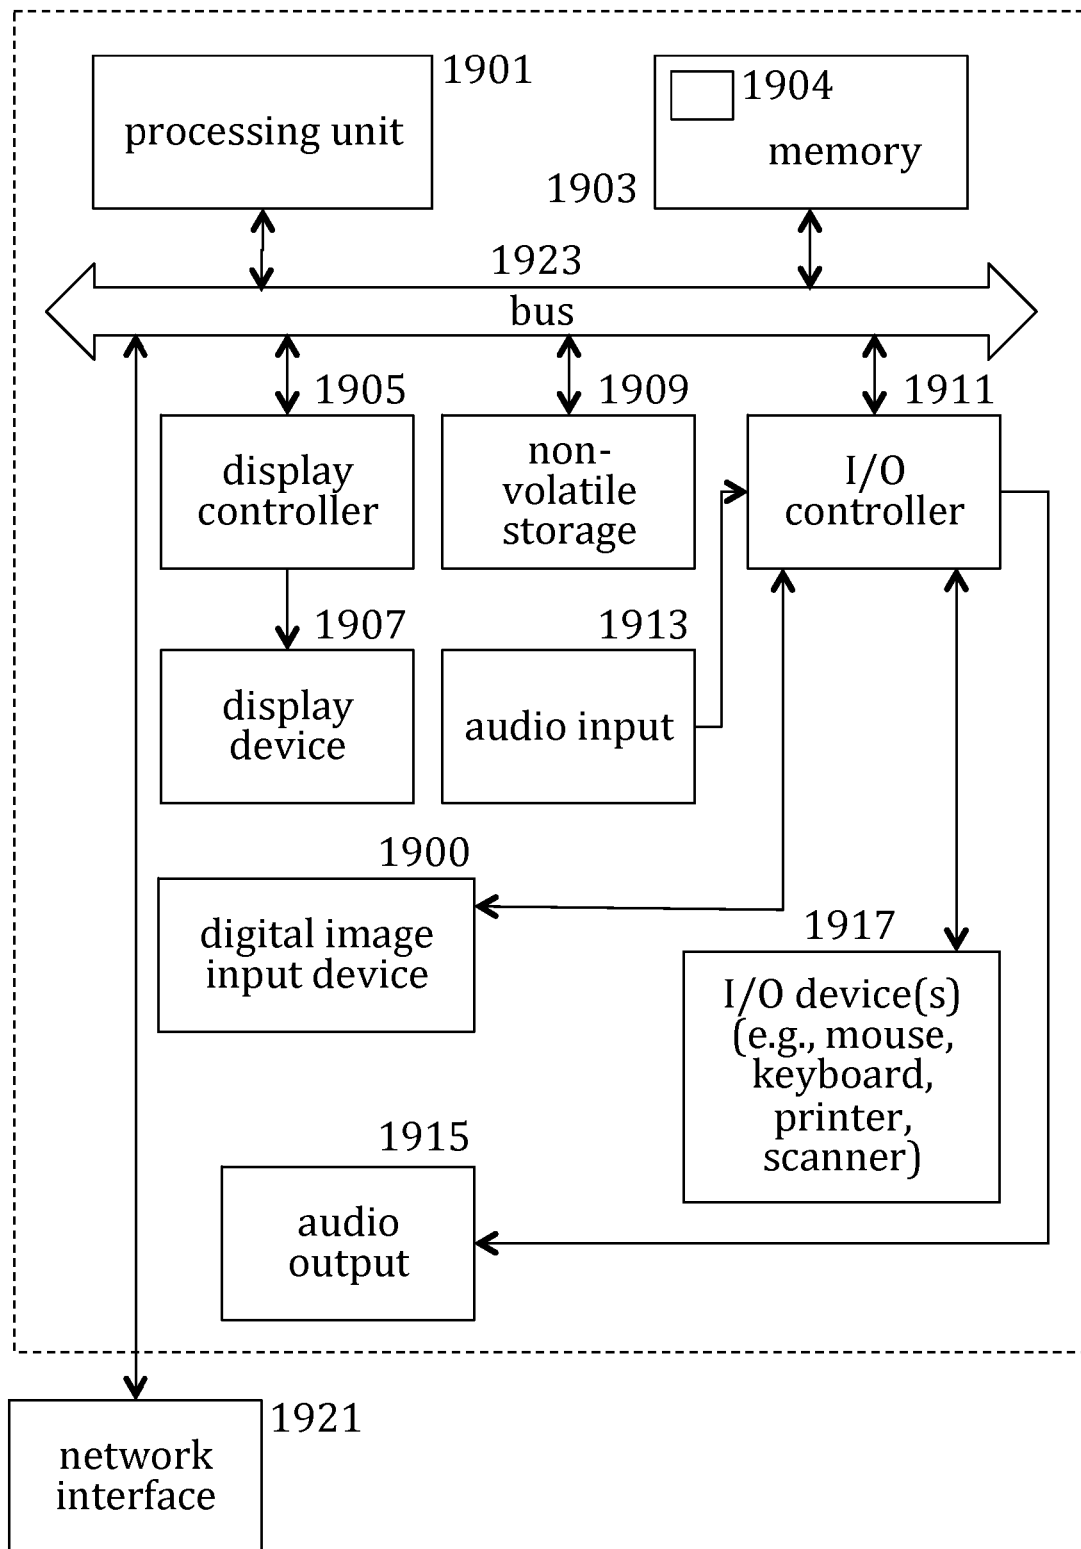 1901
processing unit
1904
memory
1903
1923
bus
1905
display
controller
1909
non-
volatile
storage
1911
I/O
controller
1907
display
device
1913
audio input
1900
digital image
input device
1917
I/O device(s)
(e.g., mouse,
keyboard,
printer,
scanner)
1915
audio
output
1921
network
interface